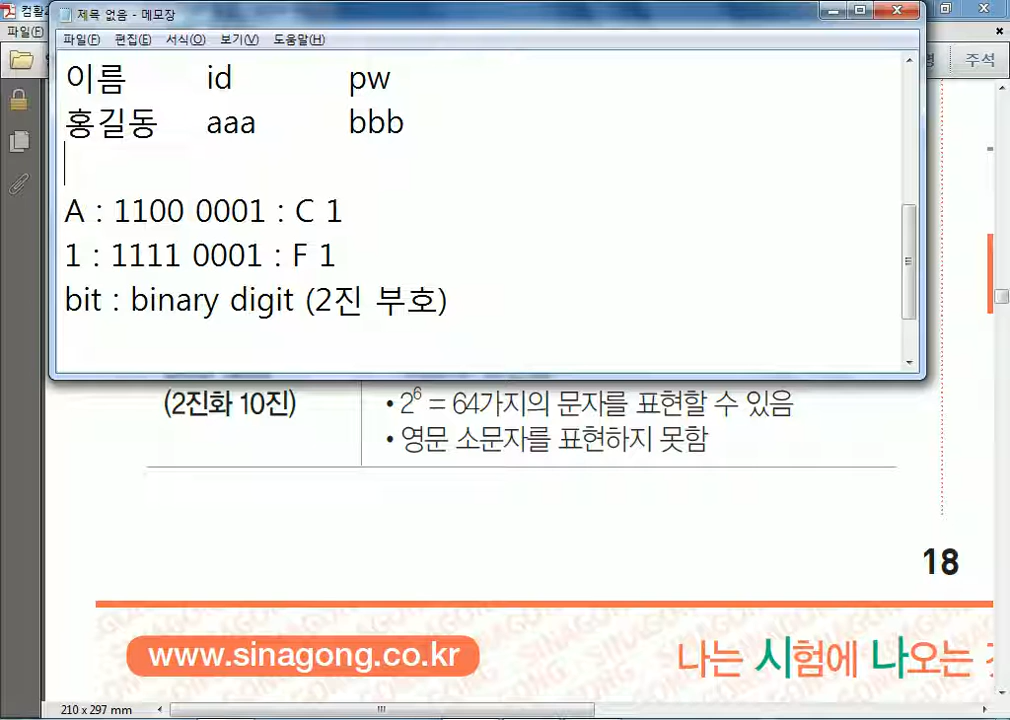 컴활
제목 없음 - 메모장
파일(F)
파일(F) 편집(E) 서식(O) 보기(V) 도움말(H)
주석
이름 id pw
홍길동 aaa bbb
A : 1100 0001 : C 1
1 : 1111 0001 : F 1
bit : binary digit (2진 부호)
(2진화 10진)
• 2⁶ = 64가지의 문자를 표현할 수 있음
• 영문 소문자를 표현하지 못함
18
www.sinagong.co.kr
나는 시험에 나오는
210 x 297 mm